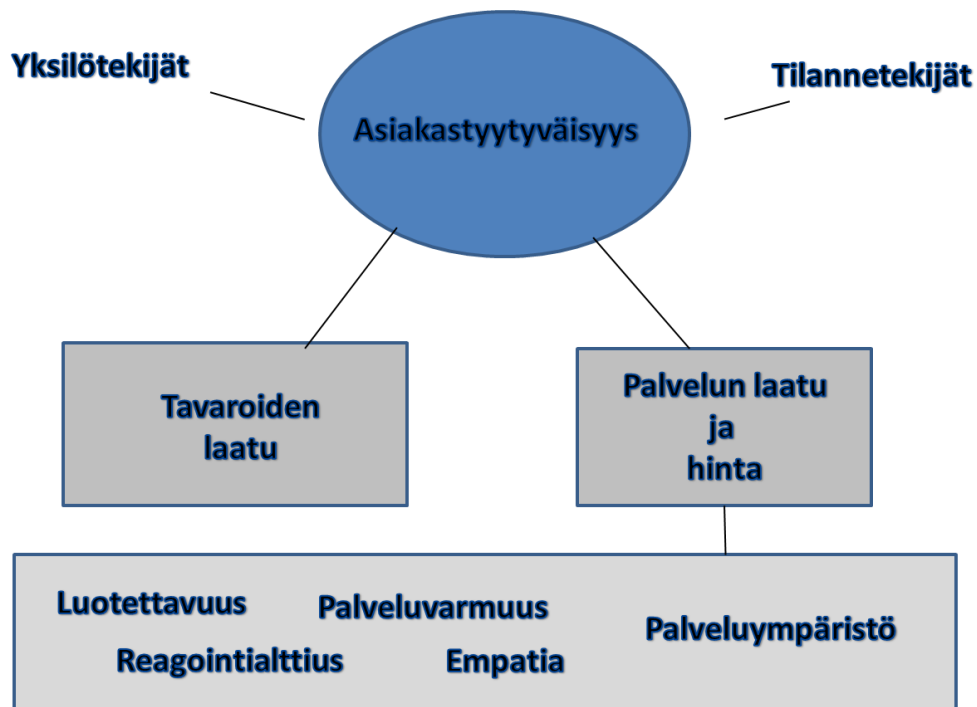 Yksilötekijät
Tilannetekijät
Asiakastyytyväisyys
Tavaroiden
laatu
Palvelun laatu
ja
hinta
Luotettavuus
Palveluvarmuus
Palveluympäristö
Reagointialttius
Empatia